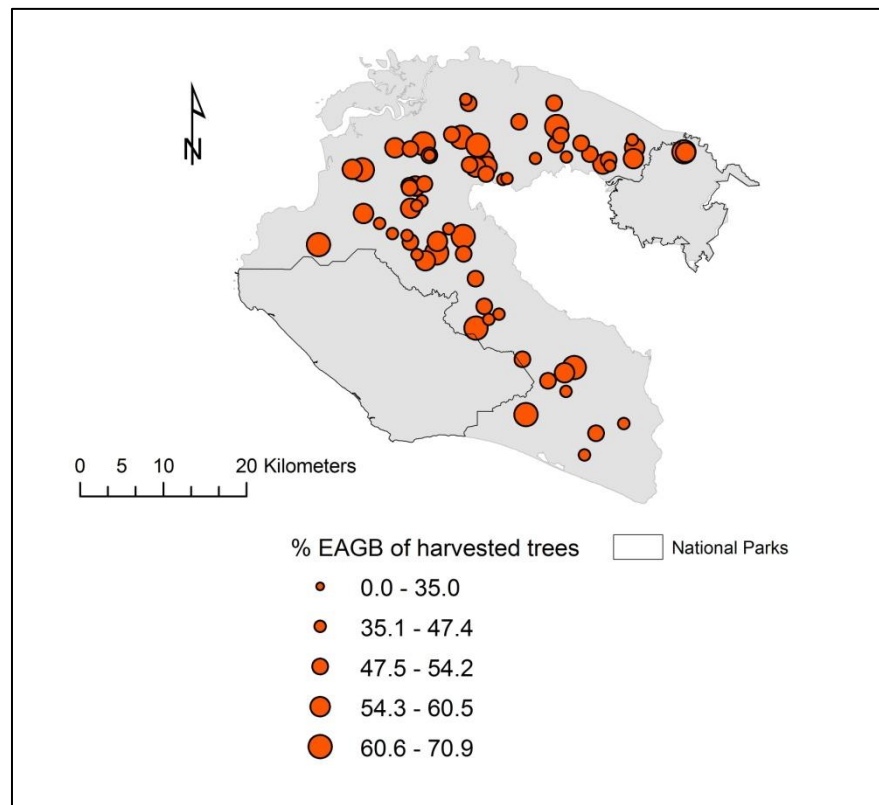 N
0 5 10 20 Kilometers
% EAGB of harvested trees
National Parks
0.0 - 35.0
35.1 - 47.4
47.5 - 54.2
54.3 - 60.5
60.6 - 70.9